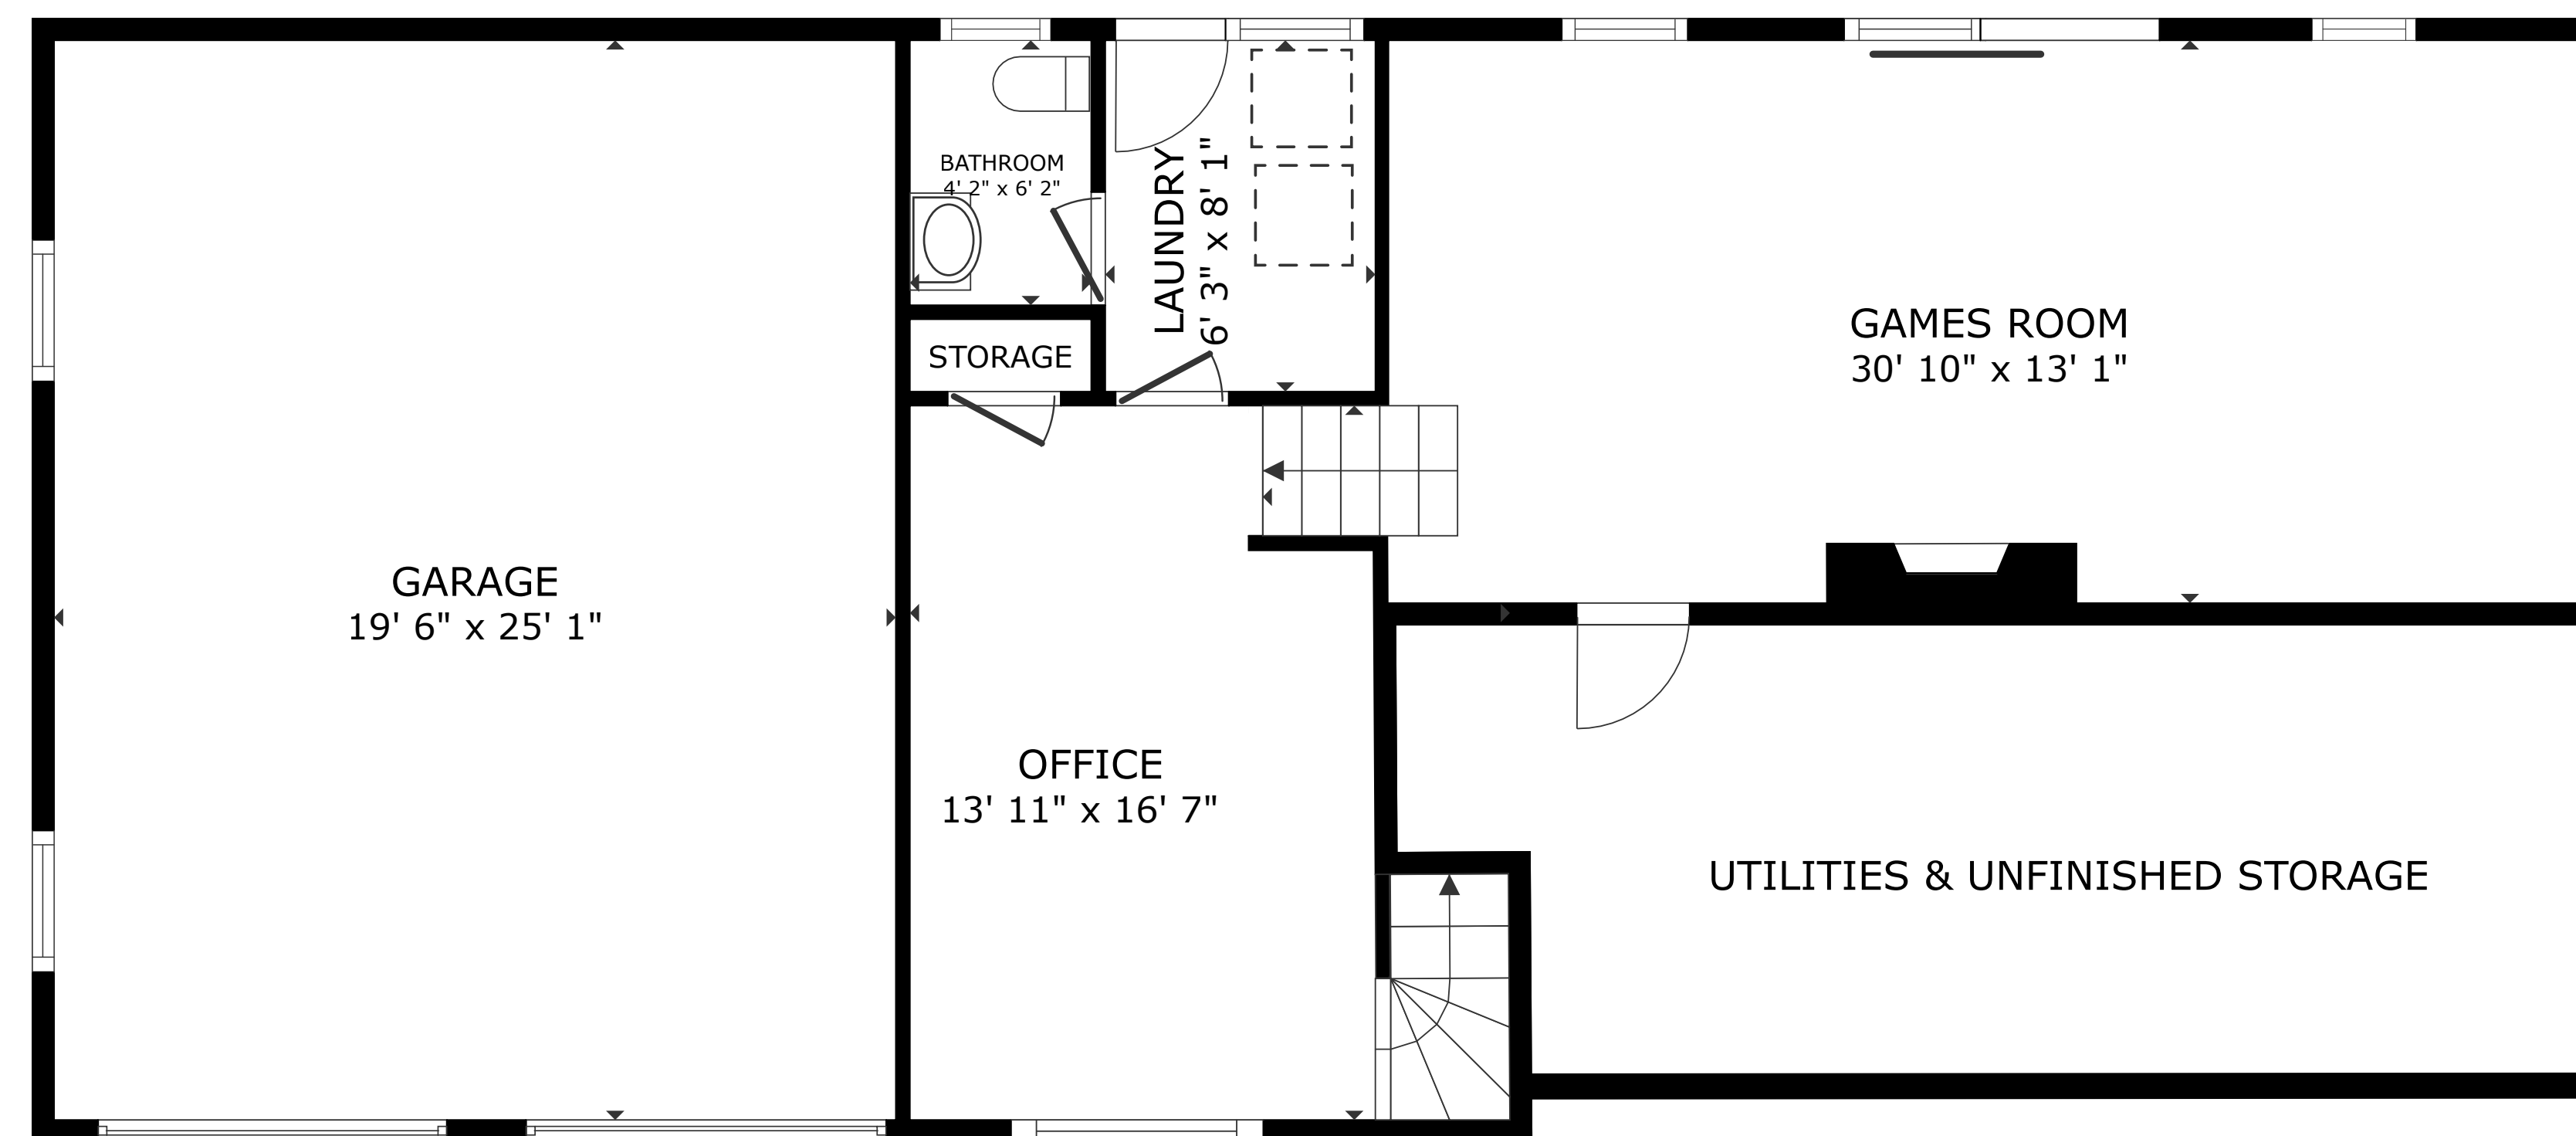 BATHROOM
4' 2" x 6' 2"
LAUNDRY
6' 3" x 8' 1"
STORAGE
GAMES ROOM
30' 10" x 13' 1"
GARAGE
19' 6" x 25' 1"
OFFICE
13' 11" x 16' 7"
UTILITIES & UNFINISHED STORAGE